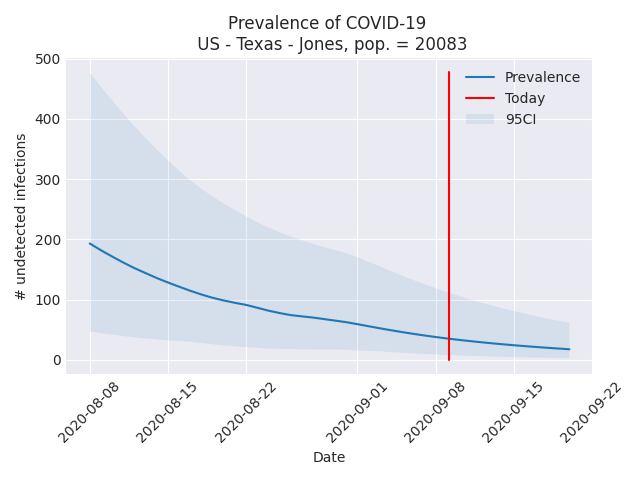 Prevalence of COVID-19
US - Texas - Jones, pop. = 20083
500
400
300
200
100
0
# undetected infections
Prevalence
Today
95CI
2020-08-08
2020-08-15
2020-08-22
2020-09-01
2020-09-08
2020-09-15
2020-09-22
Date